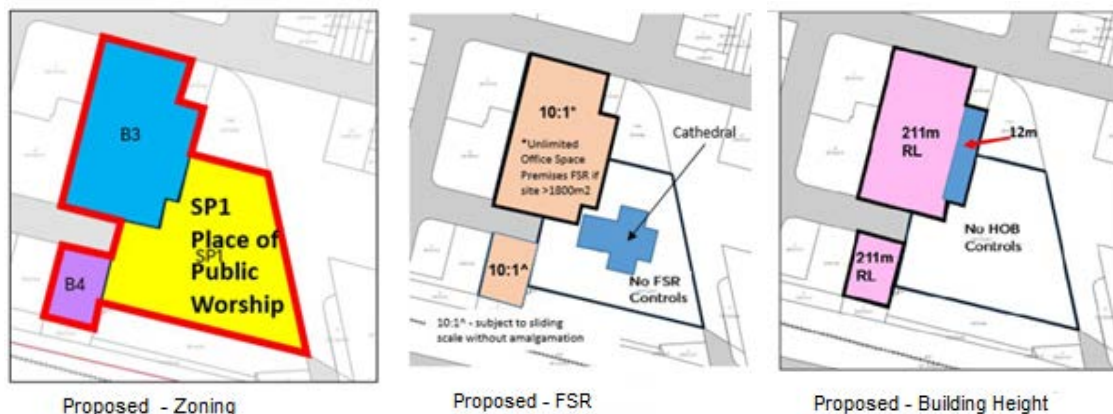 B3
SP1
Place of
SP1
Public
Worship
B4
Proposed - Zoning
10:1*
*Unlimited
Office Space
Premises FSR if
site >1800m2
Cathedral
10:1^
No FSR
Controls
10:1^ - subject to sliding
scale without amalgamation
Proposed - FSR
211m
RL
12m
No HOB
Controls
211m
RL
Proposed - Building Height